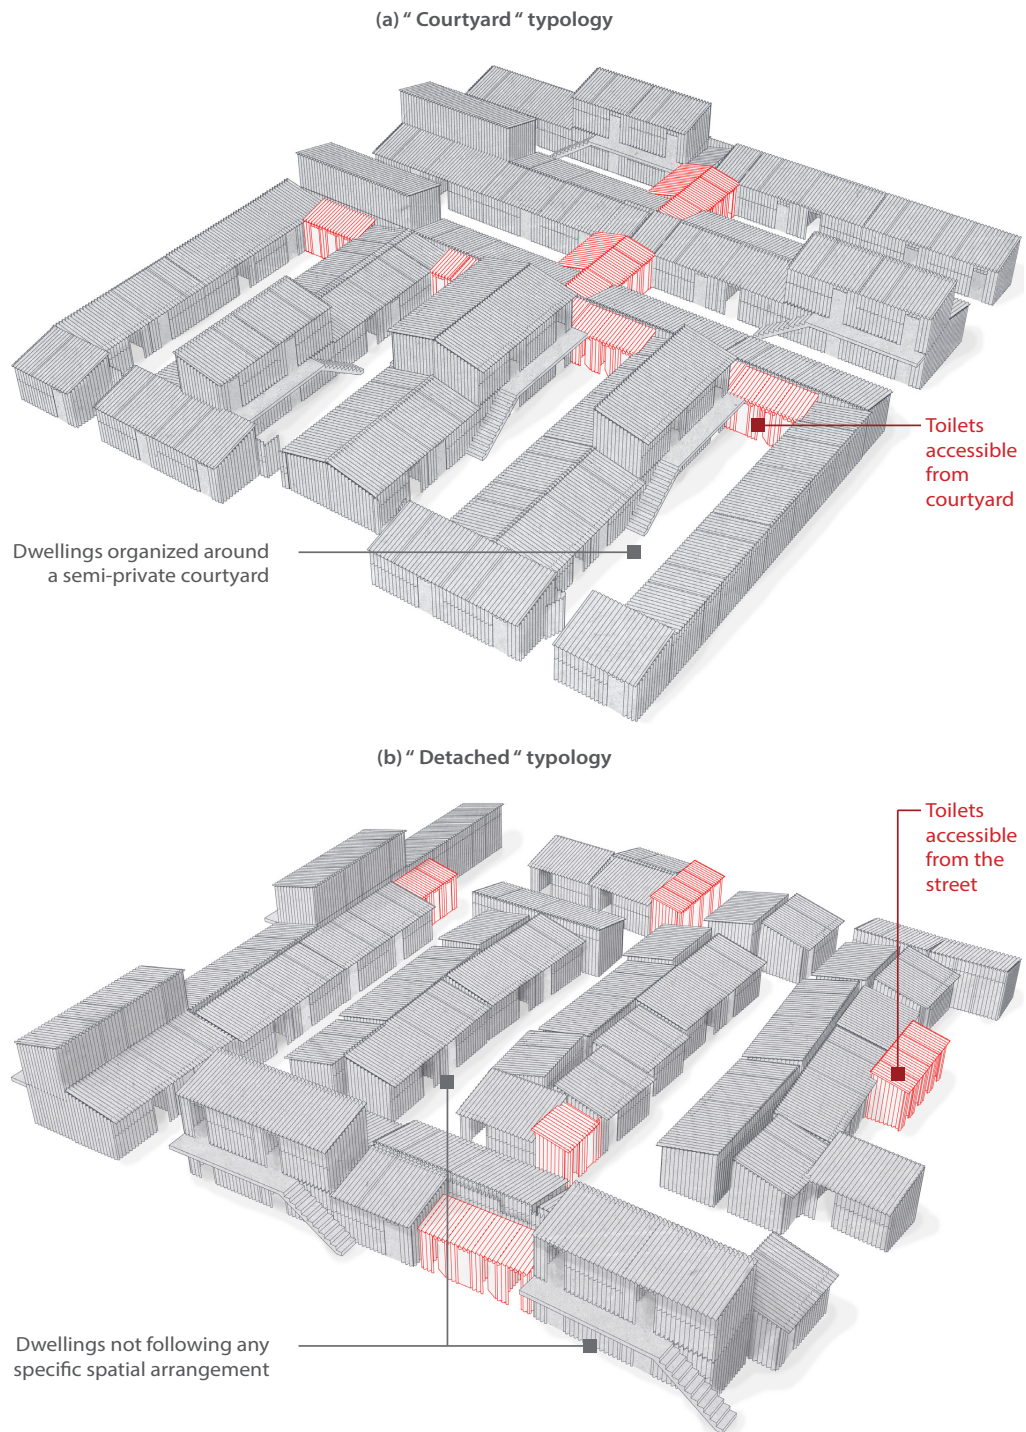 (a) “ Courtyard “ typology
Toilets
accessible
from
courtyard
Dwellings organized around
a semi-private courtyard
(b) “ Detached “ typology
Toilets
accessible
from the
street
Dwellings not following any
specific spatial arrangement